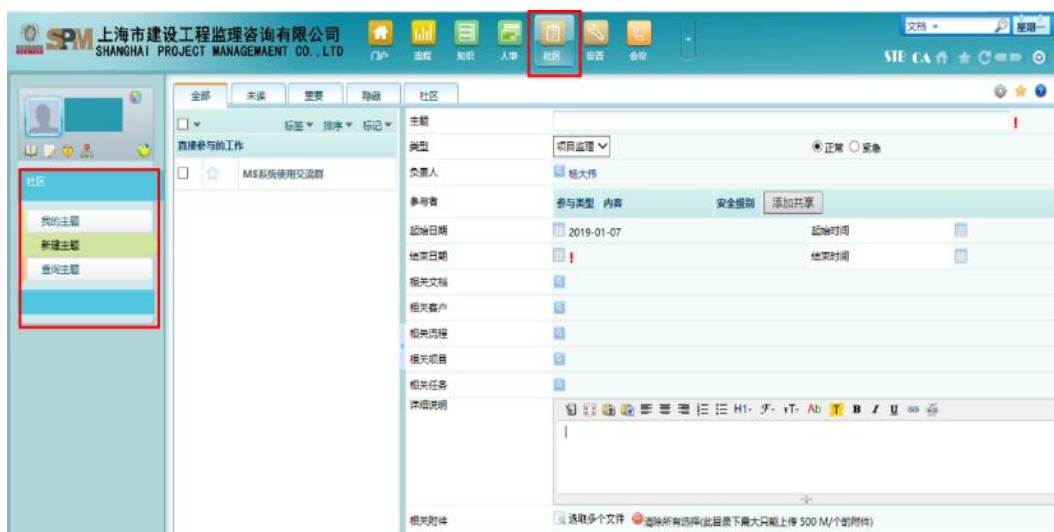 SPM 上海市建设工程监理咨询有限公司
SHANGHAI PROJECT MANAGEMAENT CO.,LTD
门户 流程 知识 人事 社区 设置 会议
文档 星期一
全部 未读 重要 隐藏 社区
标签 排序 标记
直接参与的工作
MS系统使用交流群
社区
我的主题
新建主题
查询主题
主题 !
类型 项目监理 正常 紧急
负责人 杨大伟
参与者 参与类型 内容 安全级别 添加共享
起始日期 2019-01-07 起始时间
结束日期 ! 结束时间
相关文档
相关客户
相关流程
相关项目
相关任务
详细说明
H1 F T Ab T B I U
相关附件 选取多个文件 清除所有选择(此目录下最大只能上传 500 M/个的附件)